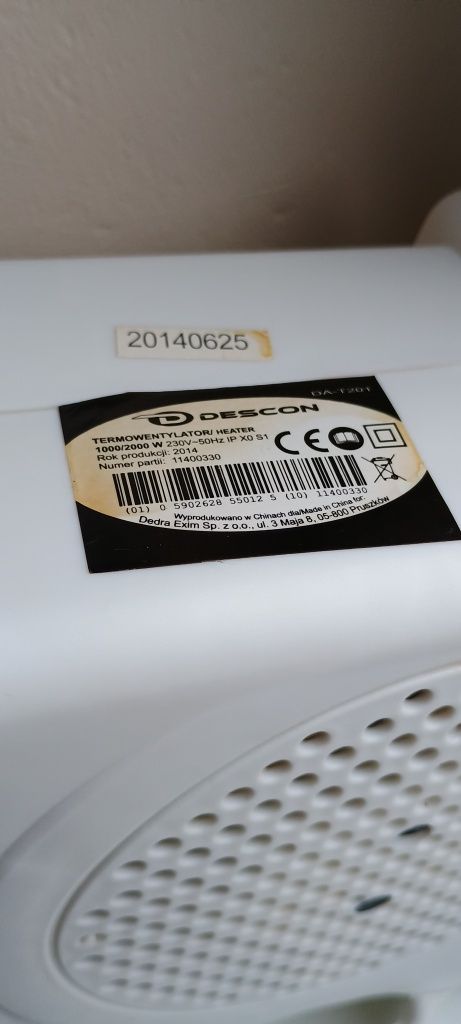 20140625
DA-T201
DESCON
TERMOWENTYLATOR/ HEATER
1000/2000 W 230V~50Hz IP X0 S1
Rok produkcji: 2014
Numer partii: 11400330
CE
(01) 0 5902628 55012 5 (10) 11400330
Wyprodukowano w Chinach dla/Made in China for
Dedra Exim Sp. z o.o., ul. 3 Maja 8, 05-800 Pruszków